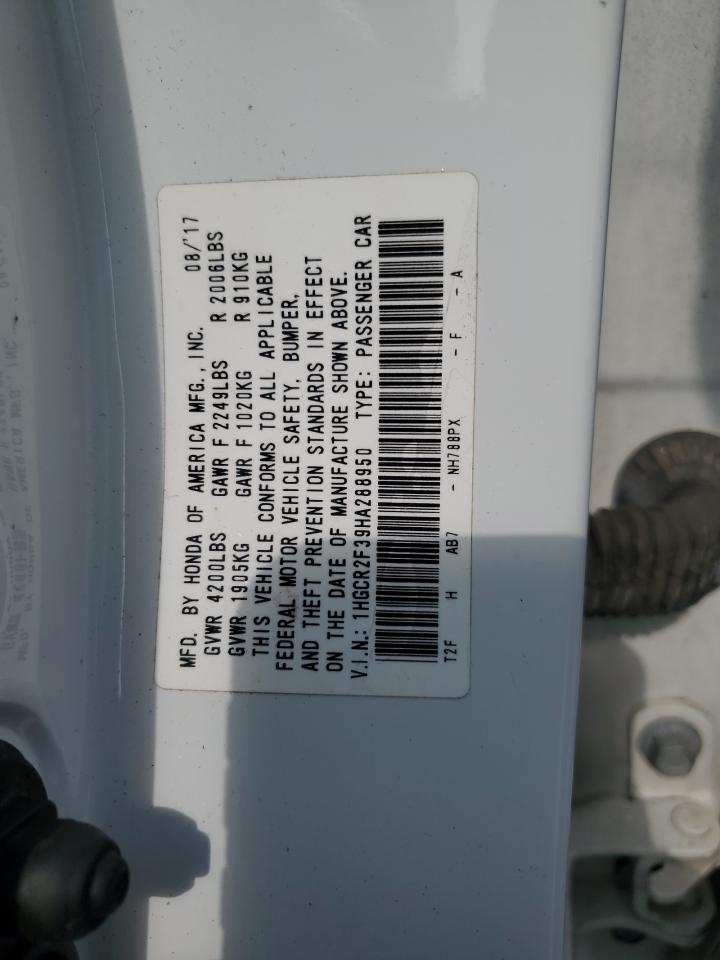 MFD. BY HONDA OF AMERICA MFG., INC. 08/'17
GVWR 4200LBS GAWR F 2249LBS R 2006LBS
GVWR 1905KG GAWR F 1020KG R 910KG
THIS VEHICLE CONFORMS TO ALL APPLICABLE
FEDERAL MOTOR VEHICLE SAFETY, BUMPER,
AND THEFT PREVENTION STANDARDS IN EFFECT
ON THE DATE OF MANUFACTURE SHOWN ABOVE.
V.I.N.: 1HGCR2F39HA288950 TYPE: PASSENGER CAR
T2F H AB7 - NH788PX - F - A